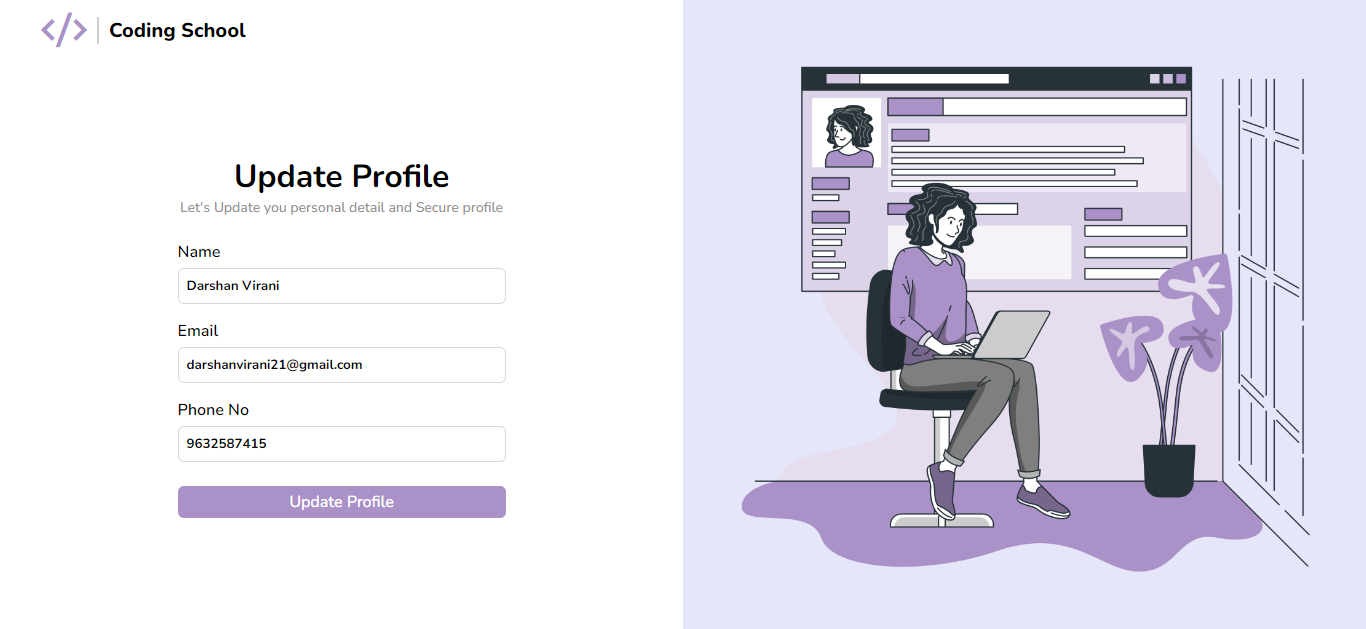 </> | Coding School
Update Profile
Let's Update you personal detail and Secure profile
Name
Darshan Virani
Email
darshanvirani21@gmail.com
Phone No
9632587415
Update Profile